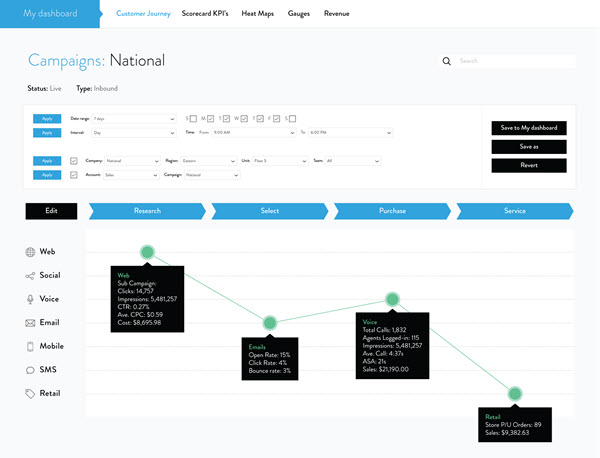 My dashboard
Customer Journey Scorecard KPI's Heat Maps Gauges Revenue
Campaigns: National
Search
Status: Live Type: Inbound
Apply Date range: 7 days S M T W T F S
Apply Interval: Day Time: From: 9:00 AM To: 6:00 PM
Apply Company: National Region: Eastern Unit: Floor 5 Team: All
Apply Account: Sales Campaign: National
Save to My dashboard
Save as
Revert
Edit Research Select Purchase Service
Web
Social
Voice
Email
Mobile
SMS
Retail
Web
Sub Campaign:
Clicks: 14,757
Impressions: 5,481,257
CTR: 0.27%
Ave. CPC: $0.59
Cost: $8,695.98
Emails
Open Rate: 15%
Click Rate: 4%
Bounce rate: 3%
Voice
Total Calls: 1,832
Agents Logged-in: 115
Impressions: 5,481,257
Ave. Call: 4:37s
ASA: 21s
Sales: $21,190.00
Retail
Store P/U Orders: 89
Sales: $9,382.63